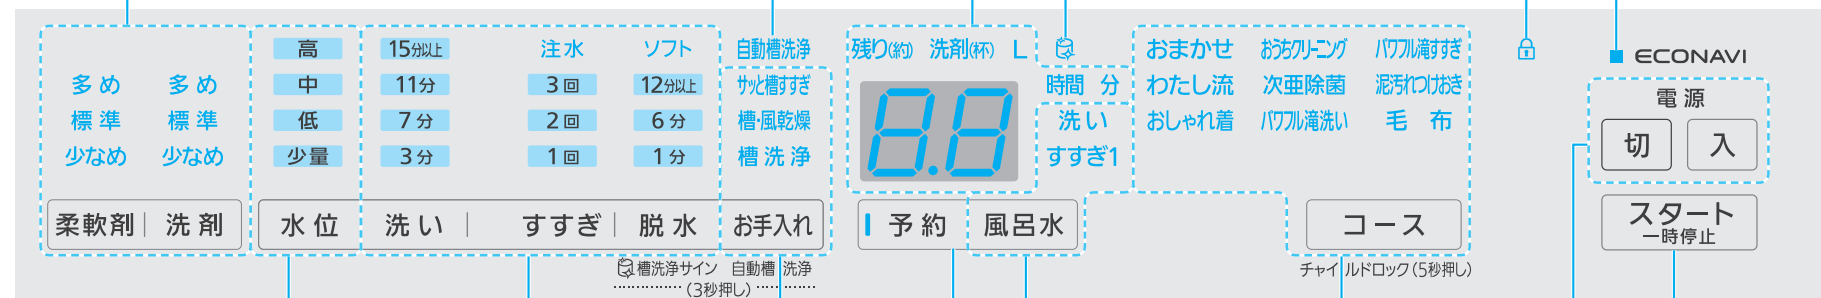 高 15分以上 注水 ソフト 自動槽洗浄 残り(約) 洗剤(杯) L おまかせ おうちクリーニング パワフル滝すすぎ ECONAVI
多め 多め 中 11分 3回 12分以上 サッと槽すすぎ 時間 分 わたし流 次亜除菌 泥汚れつけおき
標準 標準 低 7分 2回 6分 槽・風乾燥 8.8 洗い おしゃれ着 パワフル滝洗い 毛布 電源
少なめ 少なめ 少量 3分 1回 1分 槽洗浄 すすぎ1 切 入
柔軟剤 洗剤 水位 洗い すすぎ 脱水 お手入れ 予約 風呂水 コース スタート
一時停止
槽洗浄サイン 自動槽 洗浄 チャイルドロック(5秒押し)
(3秒押し)